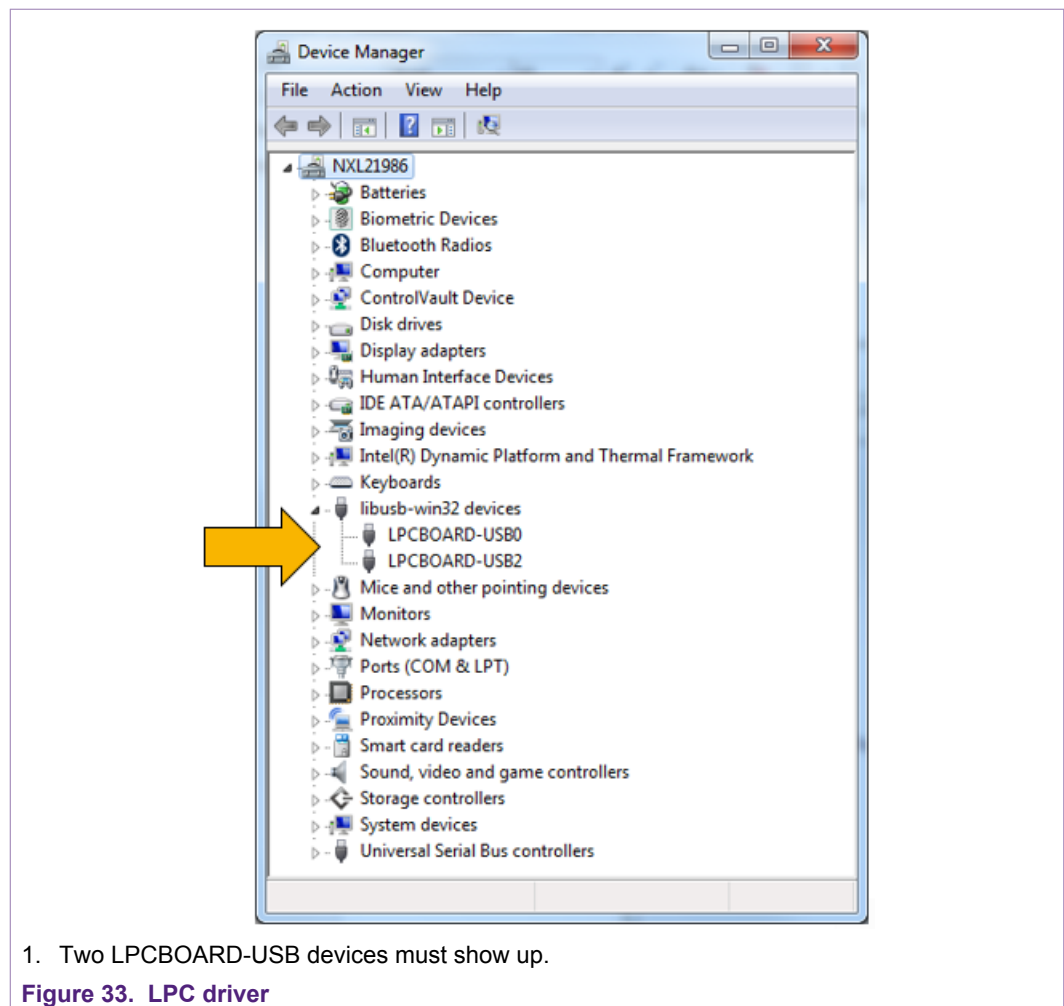 Device Manager
File Action View Help
NXL21986
Batteries
Biometric Devices
Bluetooth Radios
Computer
ControlVault Device
Disk drives
Display adapters
Human Interface Devices
IDE ATA/ATAPI controllers
Imaging devices
Intel(R) Dynamic Platform and Thermal Framework
Keyboards
libusb-win32 devices
LPCBOARD-USB0
LPCBOARD-USB2
Mice and other pointing devices
Monitors
Network adapters
Ports (COM & LPT)
Processors
Proximity Devices
Smart card readers
Sound, video and game controllers
Storage controllers
System devices
Universal Serial Bus controllers
1. Two LPCBOARD-USB devices must show up.
Figure 33. LPC driver